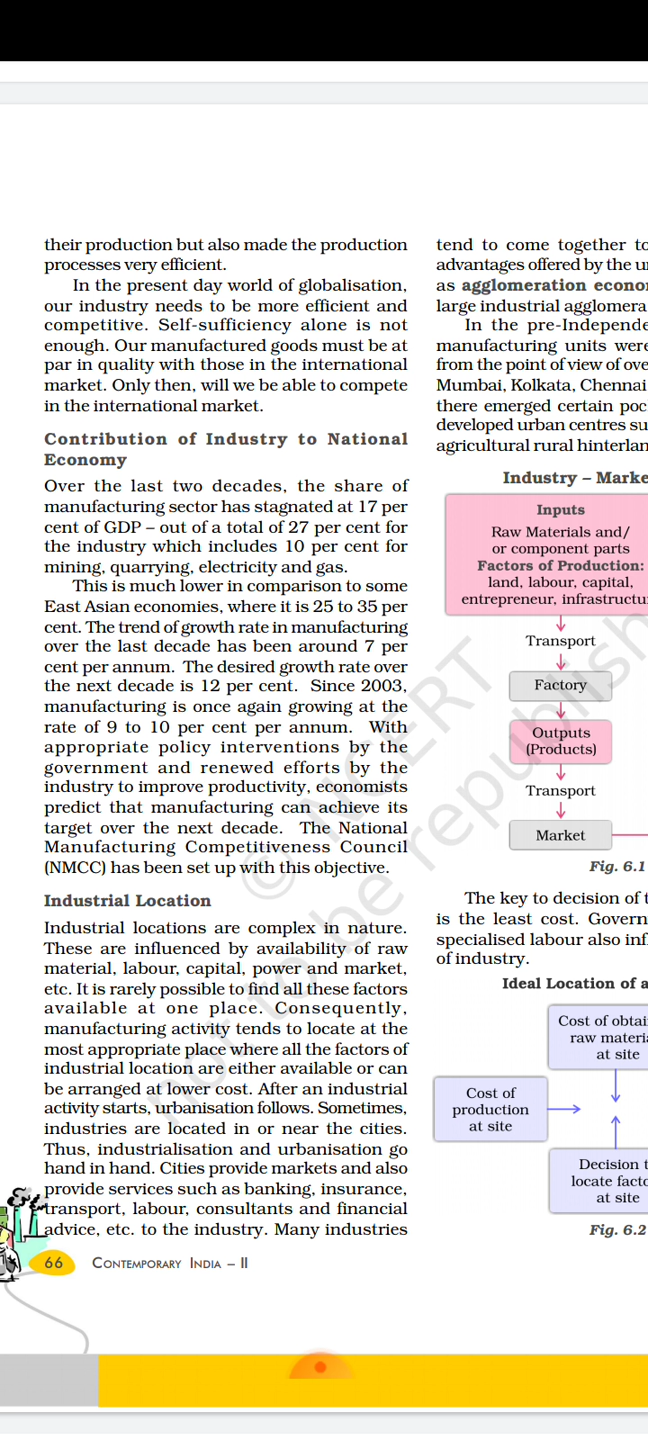 their production but also made the production
processes very efficient.
In the present day world of globalisation,
our industry needs to be more efficient and
competitive. Self-sufficiency alone is not
enough. Our manufactured goods must be at
par in quality with those in the international
market. Only then, will we be able to compete
in the international market.
Contribution of Industry to National
Economy
Over the last two decades, the share of
manufacturing sector has stagnated at 17 per
cent of GDP – out of a total of 27 per cent for
the industry which includes 10 per cent for
mining, quarrying, electricity and gas.
This is much lower in comparison to some
East Asian economies, where it is 25 to 35 per
cent. The trend of growth rate in manufacturing
over the last decade has been around 7 per
cent per annum. The desired growth rate over
the next decade is 12 per cent. Since 2003,
manufacturing is once again growing at the
rate of 9 to 10 per cent per annum. With
appropriate policy interventions by the
government and renewed efforts by the
industry to improve productivity, economists
predict that manufacturing can achieve its
target over the next decade. The National
Manufacturing Competitiveness Council
(NMCC) has been set up with this objective.
Industrial Location
Industrial locations are complex in nature.
These are influenced by availability of raw
material, labour, capital, power and market,
etc. It is rarely possible to find all these factors
available at one place. Consequently,
manufacturing activity tends to locate at the
most appropriate place where all the factors of
industrial location are either available or can
be arranged at lower cost. After an industrial
activity starts, urbanisation follows. Sometimes,
industries are located in or near the cities.
Thus, industrialisation and urbanisation go
hand in hand. Cities provide markets and also
provide services such as banking, insurance,
transport, labour, consultants and financial
advice, etc. to the industry. Many industries
66 CONTEMPORARY INDIA – II
tend to come together to
advantages offered by the
as agglomeration
large industrial
In the
manufacturing units were
from the point of view of
Mumbai, Kolkata, Chennai
there emerged certain
developed urban centres
agricultural rural
Industry –
Inputs
Raw Materials and/
or component parts
Factors of Production:
land, labour, capital,
entrepreneur,
Transport
Factory
Outputs
(Products)
Transport
Market
Fig. 6.1
The key to decision of
is the least cost.
specialised labour also
of industry.
Ideal Location of a
Cost of
raw
at site
Cost of
production
at site
Decision
locate
at site
Fig. 6.2
© NCERT
not to be republish